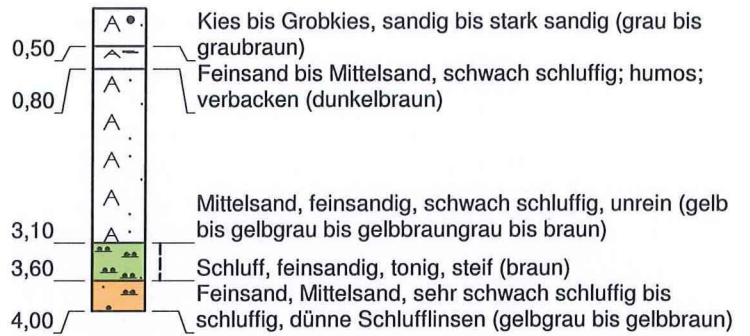 Kies bis Grobkies, sandig bis stark sandig (grau bis
0,50 graubraun)
Feinsand bis Mittelsand, schwach schluffig; humos;
0,80 verbacken (dunkelbraun)
Mittelsand, feinsandig, schwach schluffig, unrein (gelb
3,10 bis gelbgrau bis gelbbraungrau bis braun)
3,60 Schluff, feinsandig, tonig, steif (braun)
Feinsand, Mittelsand, sehr schwach schluffig bis
4,00 schluffig, dünne Schlufflinsen (gelbgrau bis gelbbraun)